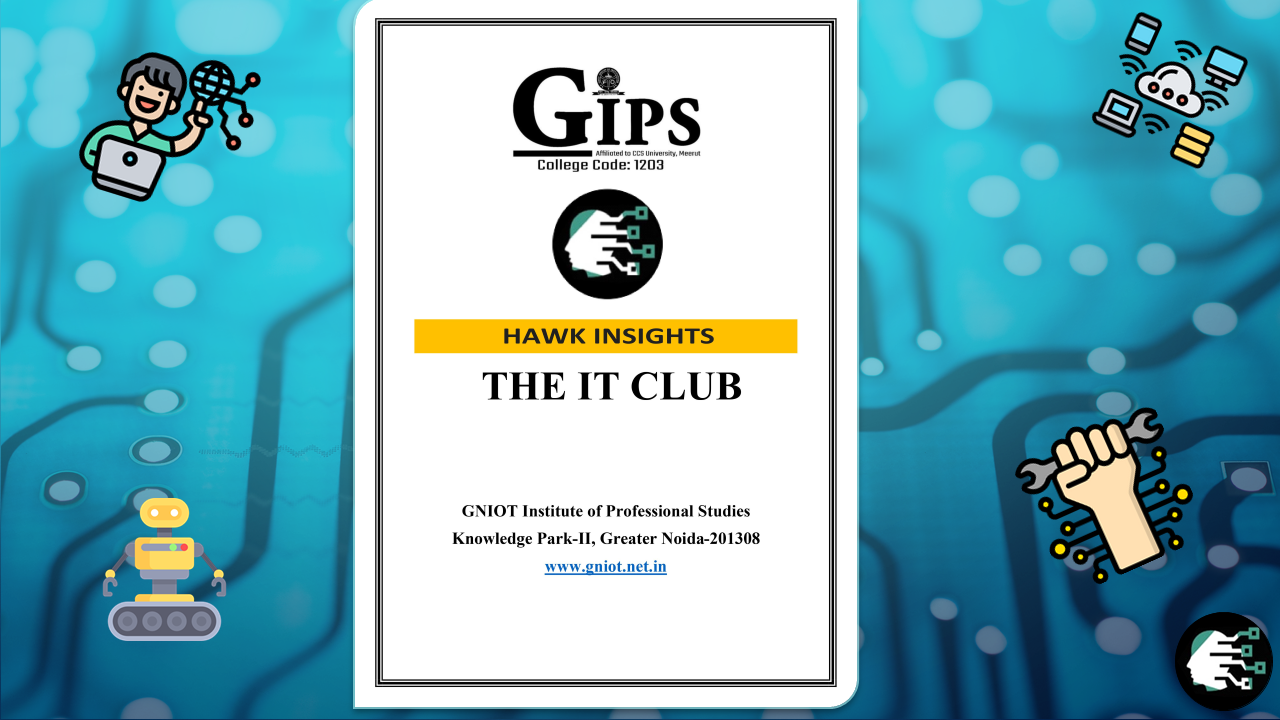 GIPS
Affiliated to CCS University, Meerut
College Code: 1203
HAWK INSIGHTS
THE IT CLUB
GNIOT Institute of Professional Studies
Knowledge Park-II, Greater Noida-201308
www.gniot.net.in